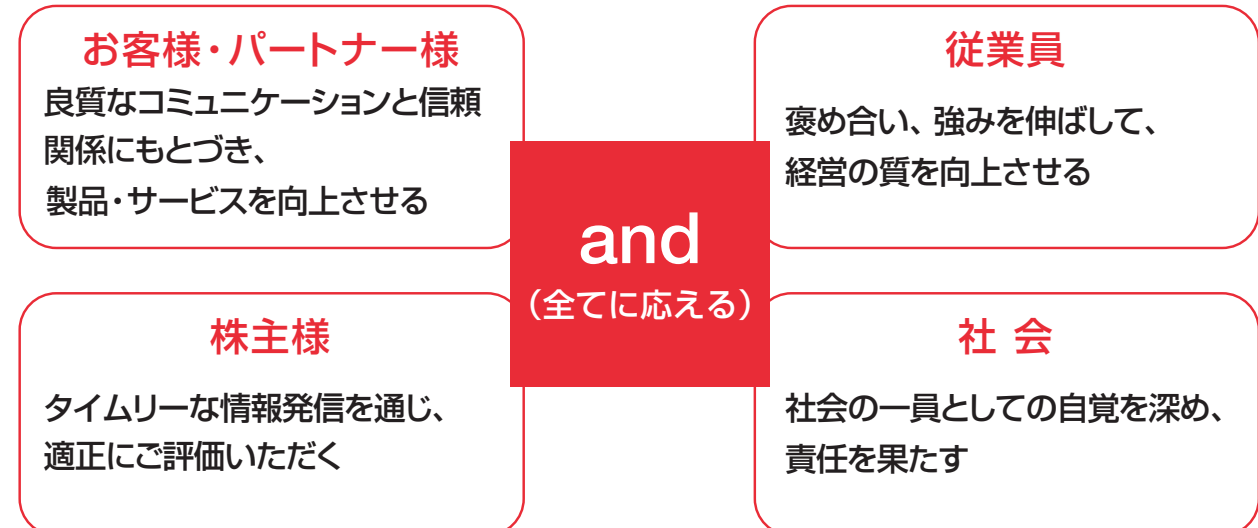 お客様・パートナー様
良質なコミュニケーションと信頼
関係にもとづき、
製品・サービスを向上させる
従業員
褒め合い、強みを伸ばして、
経営の質を向上させる
and
（全てに応える）
株主様
タイムリーな情報発信を通じ、
適正にご評価いただく
社 会
社会の一員としての自覚を深め、
責任を果たす